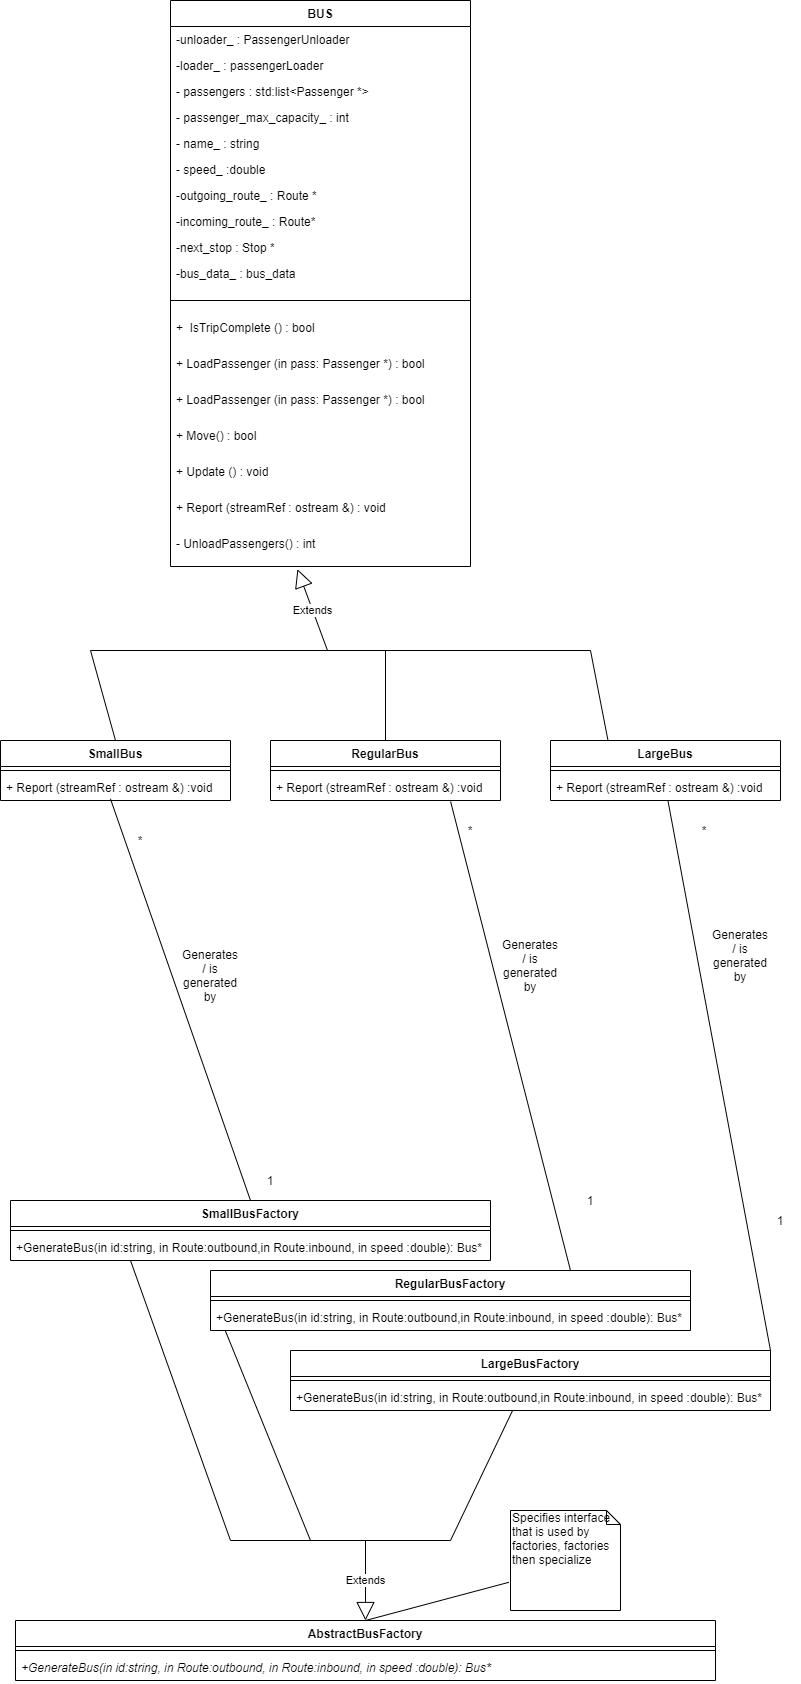 BUS
-unloader_ : PassengerUnloader
-loader_ : passengerLoader
- passengers : std:list<Passenger *>
- passenger_max_capacity_ : int
- name_ : string
- speed_ :double
-outgoing_route_ : Route *
-incoming_route_ : Route*
-next_stop : Stop *
-bus_data_ : bus_data
+  IsTripComplete () : bool
+ LoadPassenger (in pass: Passenger *) : bool
+ LoadPassenger (in pass: Passenger *) : bool
+ Move() : bool
+ Update () : void
+ Report (streamRef : ostream &) : void
- UnloadPassengers() : int
Extends
SmallBus
+ Report (streamRef : ostream &) :void
RegularBus
+ Report (streamRef : ostream &) :void
LargeBus
+ Report (streamRef : ostream &) :void
*
*
*
Generates
/ is
generated
by
Generates
/ is
generated
by
Generates
/ is
generated
by
1
1
1
SmallBusFactory
+GenerateBus(in id:string, in Route:outbound,in Route:inbound, in speed :double): Bus*
RegularBusFactory
+GenerateBus(in id:string, in Route:outbound,in Route:inbound, in speed :double): Bus*
LargeBusFactory
+GenerateBus(in id:string, in Route:outbound,in Route:inbound, in speed :double): Bus*
Specifies interface
that is used by
factories, factories
then specialize
Extends
AbstractBusFactory
+GenerateBus(in id:string, in Route:outbound, in Route:inbound, in speed :double): Bus*